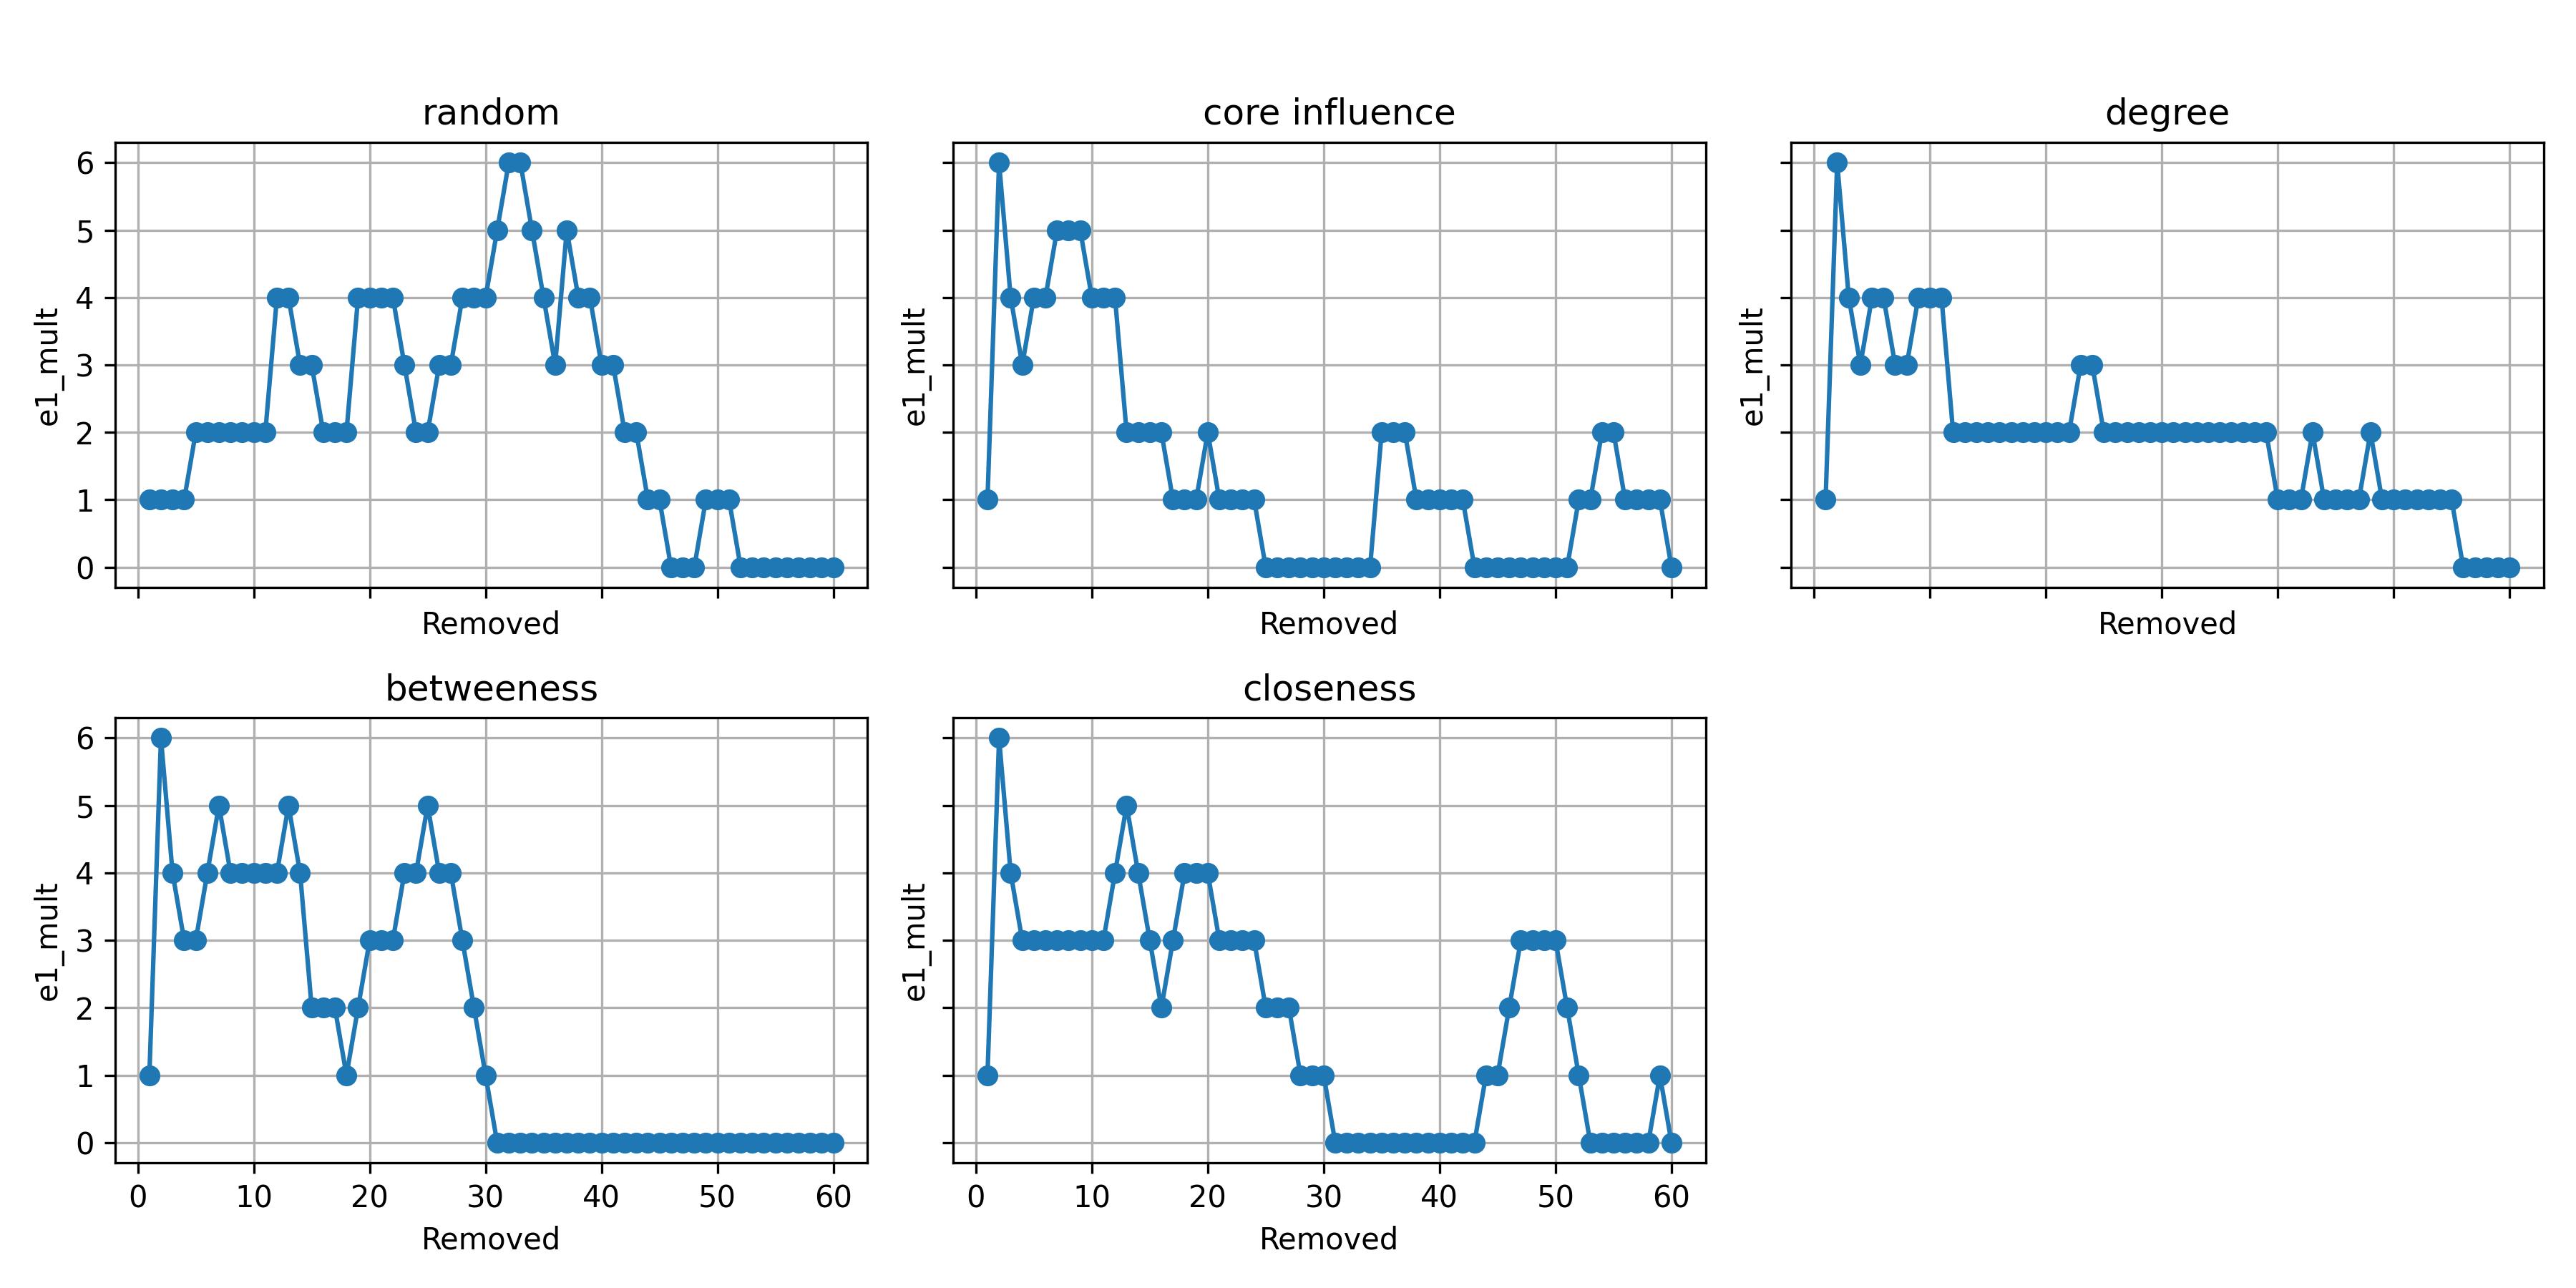 random
core influence
degree
6
5
4
3
2
1
0
e1_mult
e1_mult
e1_mult
Removed
Removed
Removed
betweeness
closeness
6
5
4
3
2
1
0
e1_mult
e1_mult
0 10 20 30 40 50 60
0 10 20 30 40 50 60
Removed
Removed